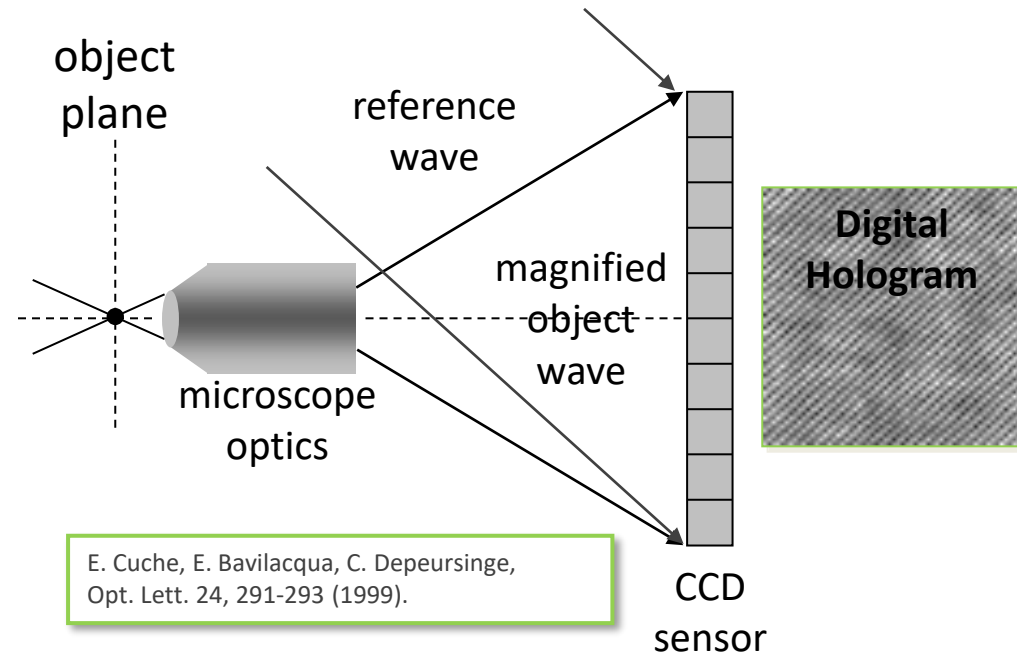 object
plane
reference
wave
magnified
object
wave
Digital
Hologram
microscope
optics
E. Cuche, E. Bavilacqua, C. Depeursinge,
Opt. Lett. 24, 291-293 (1999).
CCD
sensor